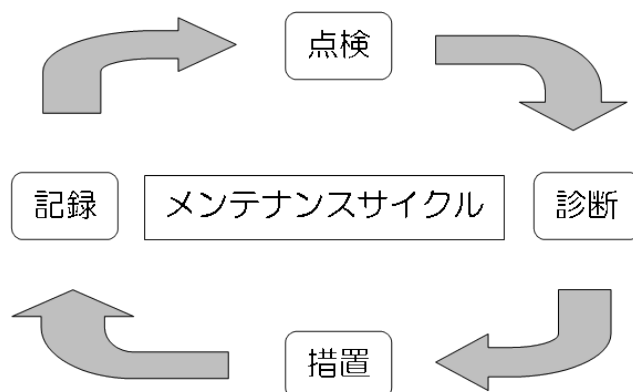 点検
記録
メンテナンスサイクル
診断
措置